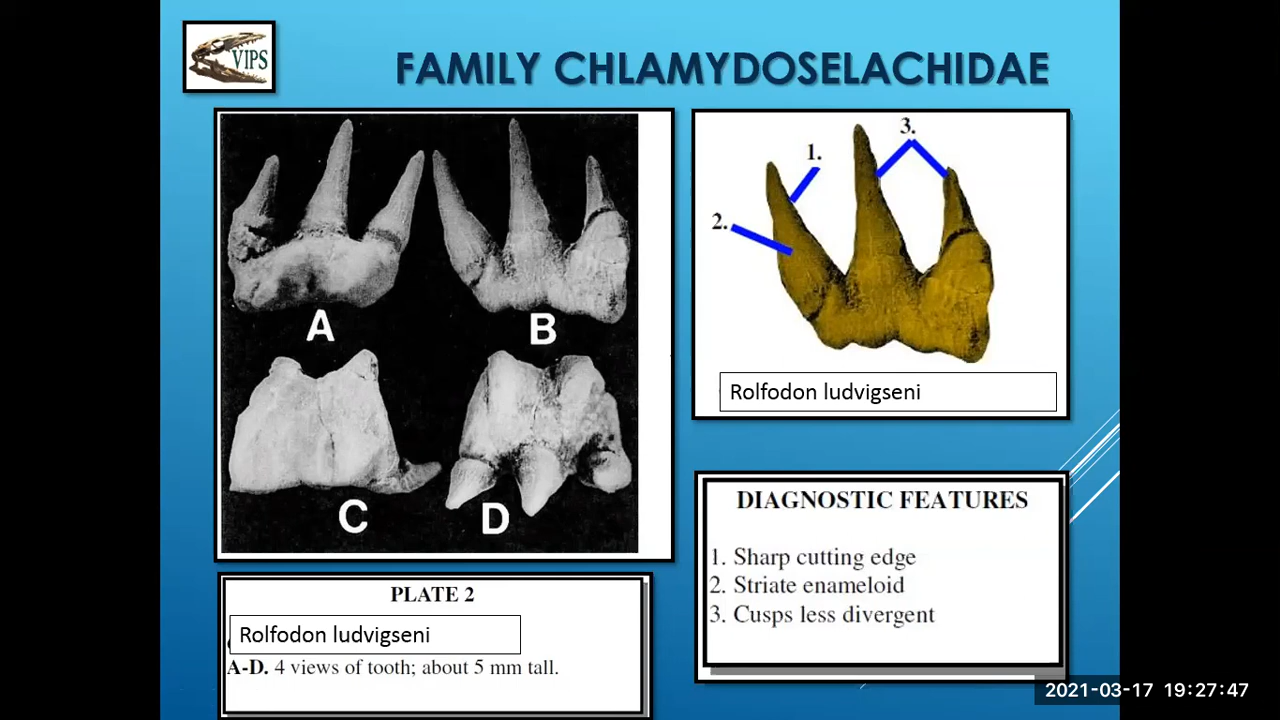 VIPS
FAMILY CHLAMYDOSELACHIDAE
A
B
C
D
1.
2.
3.
Rolfodon ludvigseni
PLATE 2
Rolfodon ludvigseni
A-D. 4 views of tooth; about 5 mm tall.
DIAGNOSTIC FEATURES
1. Sharp cutting edge
2. Striate enameloid
3. Cusps less divergent
2021-03-17 19:27:47